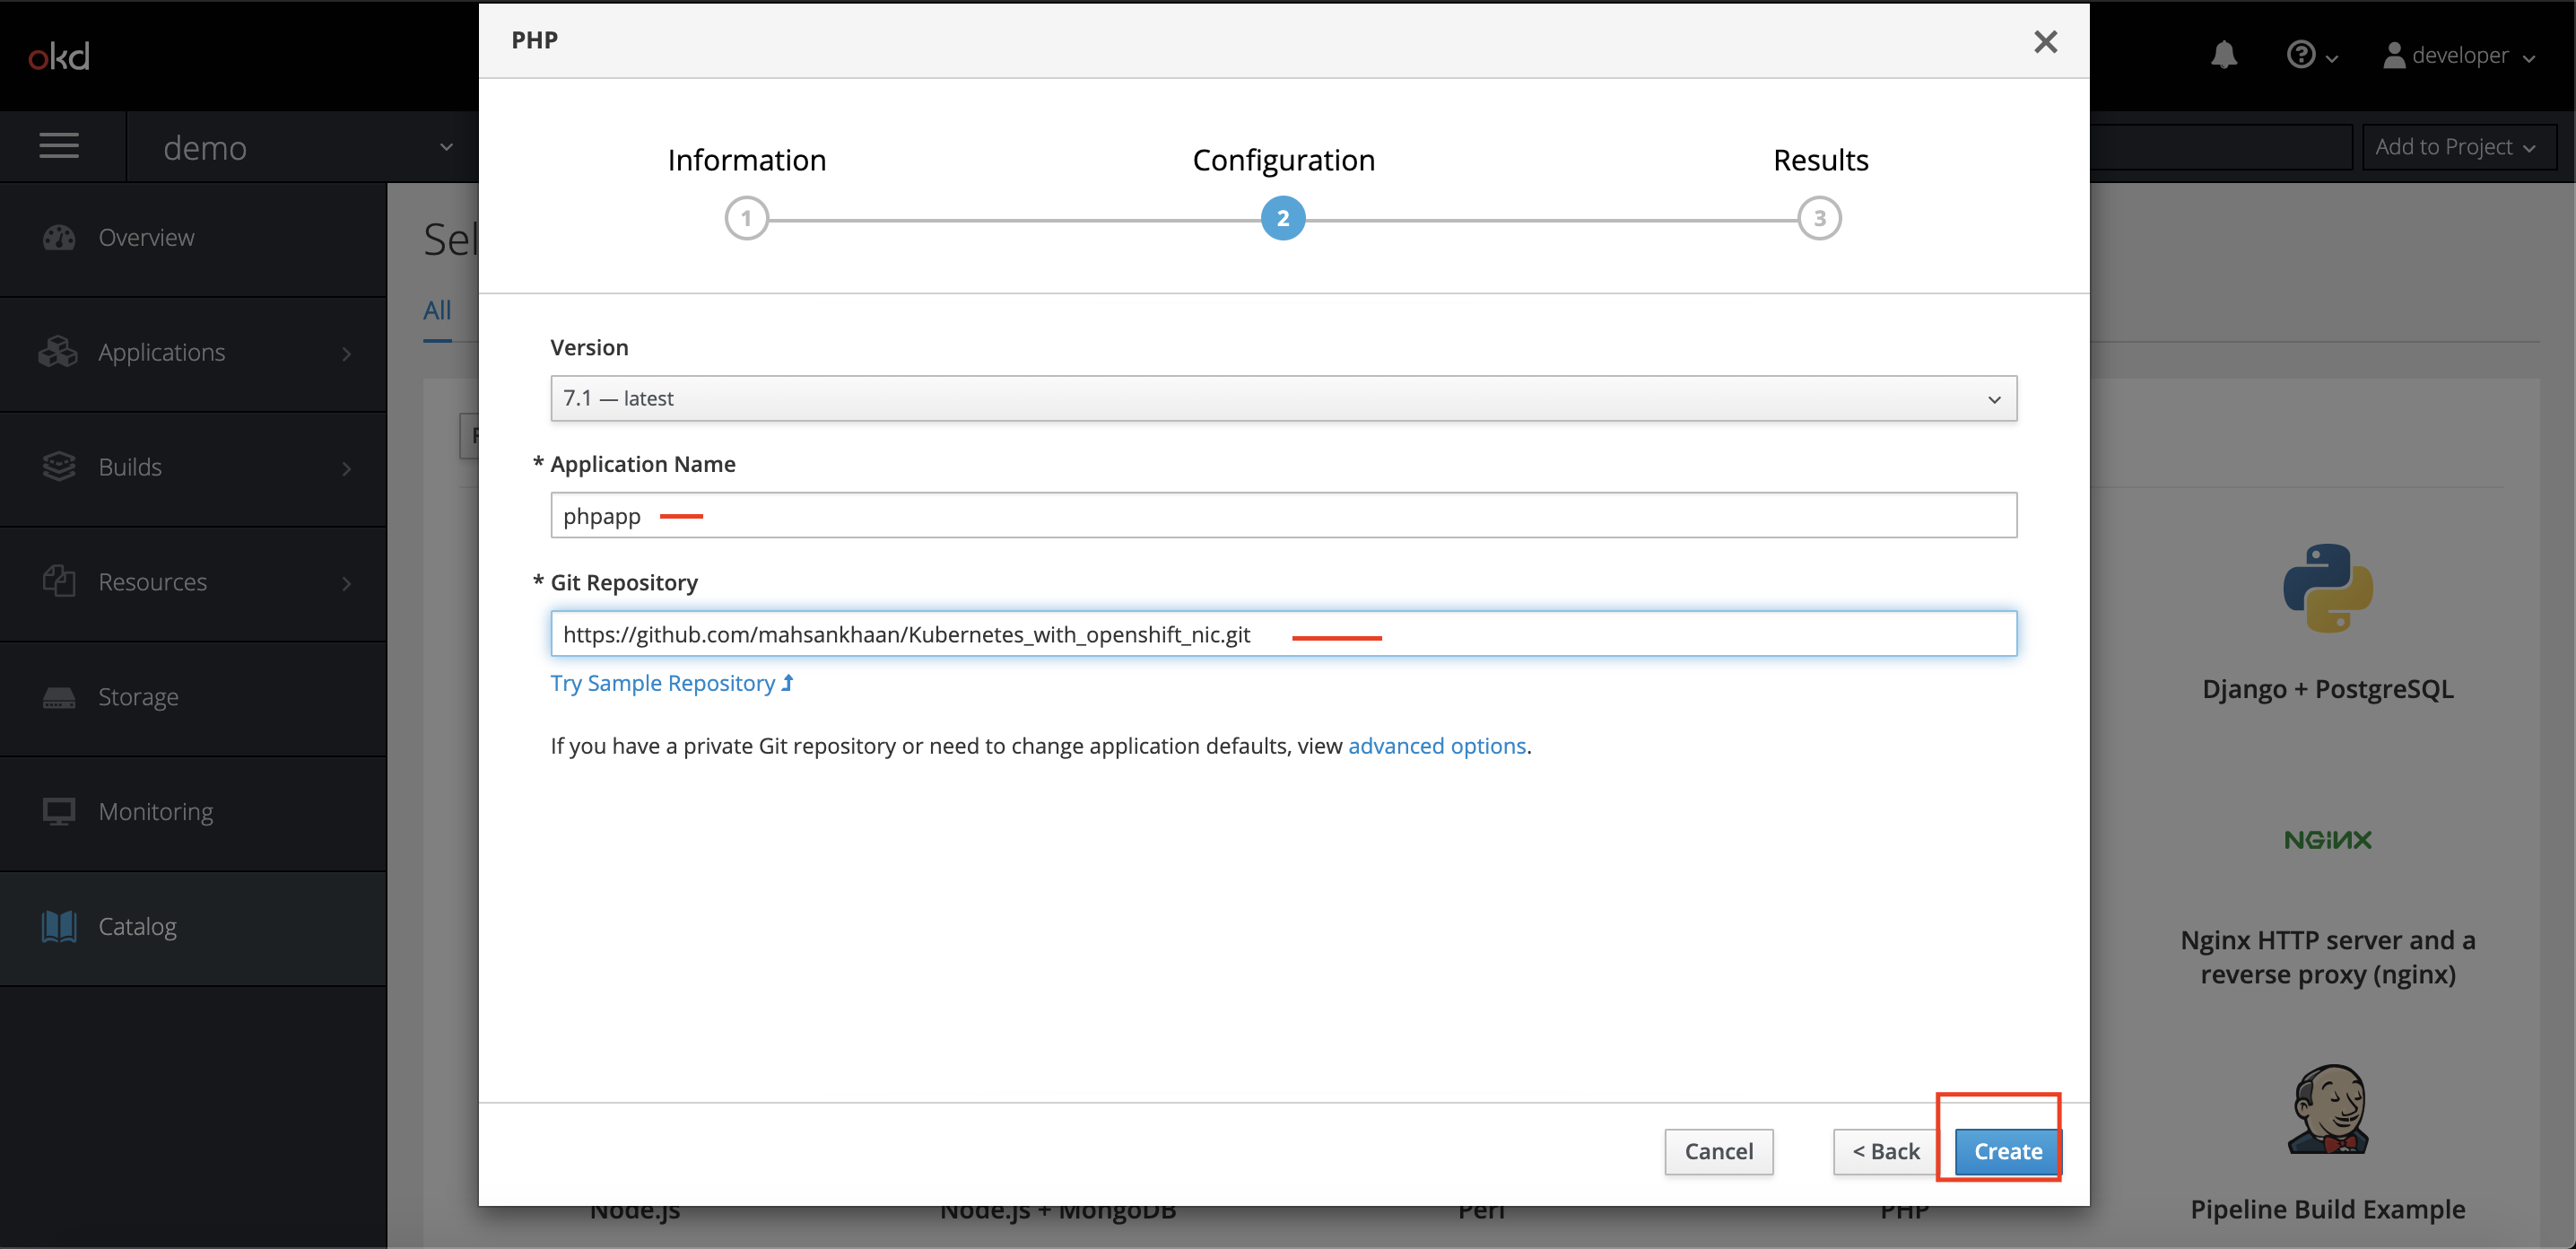 okd
PHP
developer
demo
Add to Project
Information
Configuration
Results
1
2
3
Overview
Applications
Builds
Resources
Storage
Monitoring
Catalog
Sel
All
Version
7.1 — latest
* Application Name
phpapp
* Git Repository
https://github.com/mahsankhaan/Kubernetes_with_openshift_nic.git
Try Sample Repository
If you have a private Git repository or need to change application defaults, view advanced options.
Cancel
< Back
Create
Django + PostgreSQL
NGINX
Nginx HTTP server and a
reverse proxy (nginx)
Node.js
Node.js + MongoDB
Perl
PHP
Pipeline Build Example